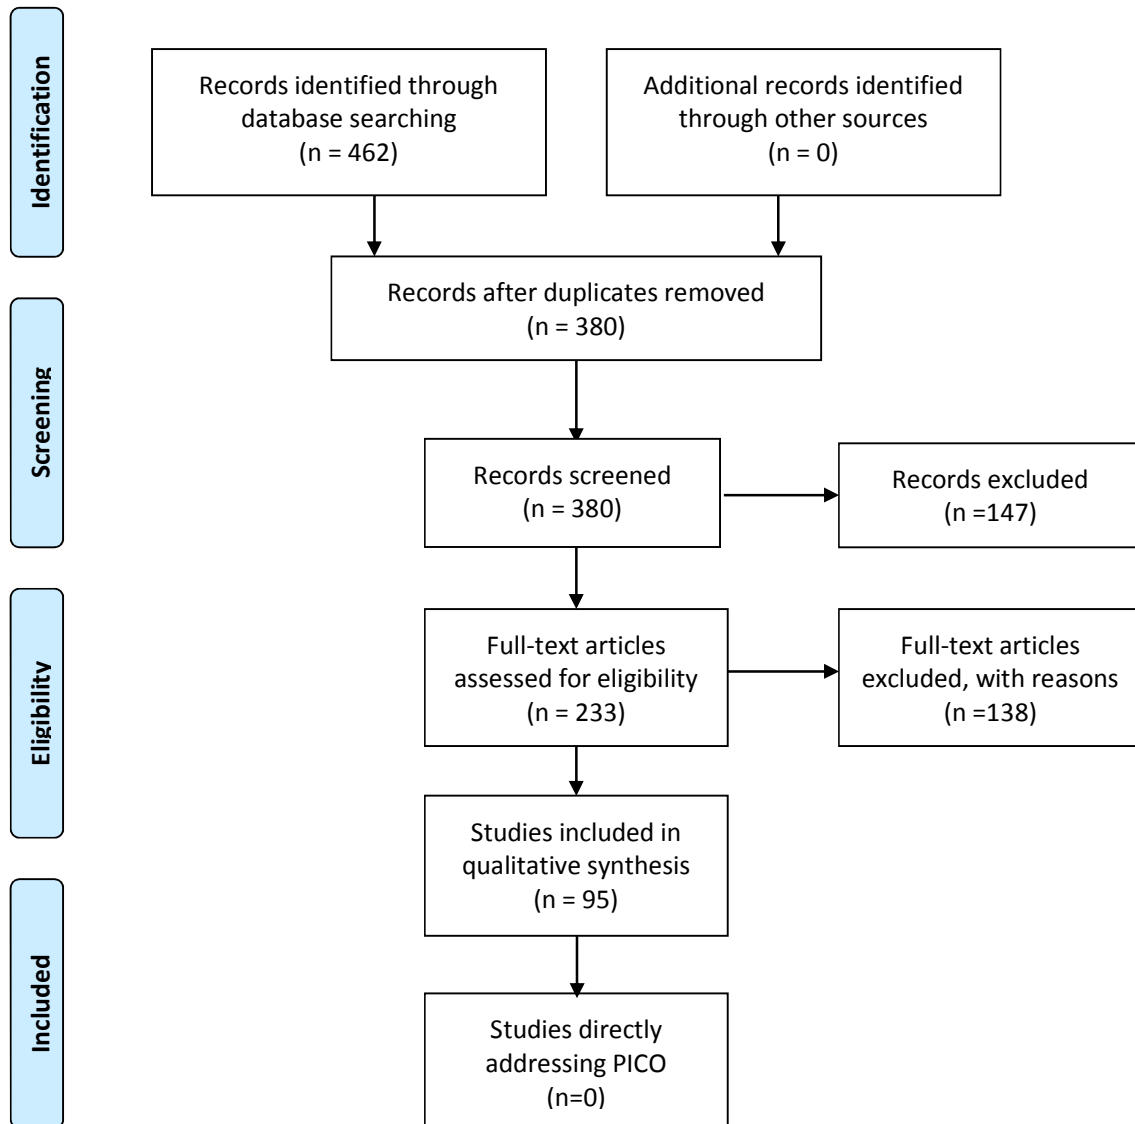 Identification
Records identified through
database searching
(n = 462)
Additional records identified
through other sources
(n = 0)
Records after duplicates removed
(n = 380)
Screening
Records screened
(n = 380)
Records excluded
(n =147)
Eligibility
Full-text articles
assessed for eligibility
(n = 233)
Full-text articles
excluded, with reasons
(n =138)
Studies included in
qualitative synthesis
(n = 95)
Included
Studies directly
addressing PICO
(n=0)